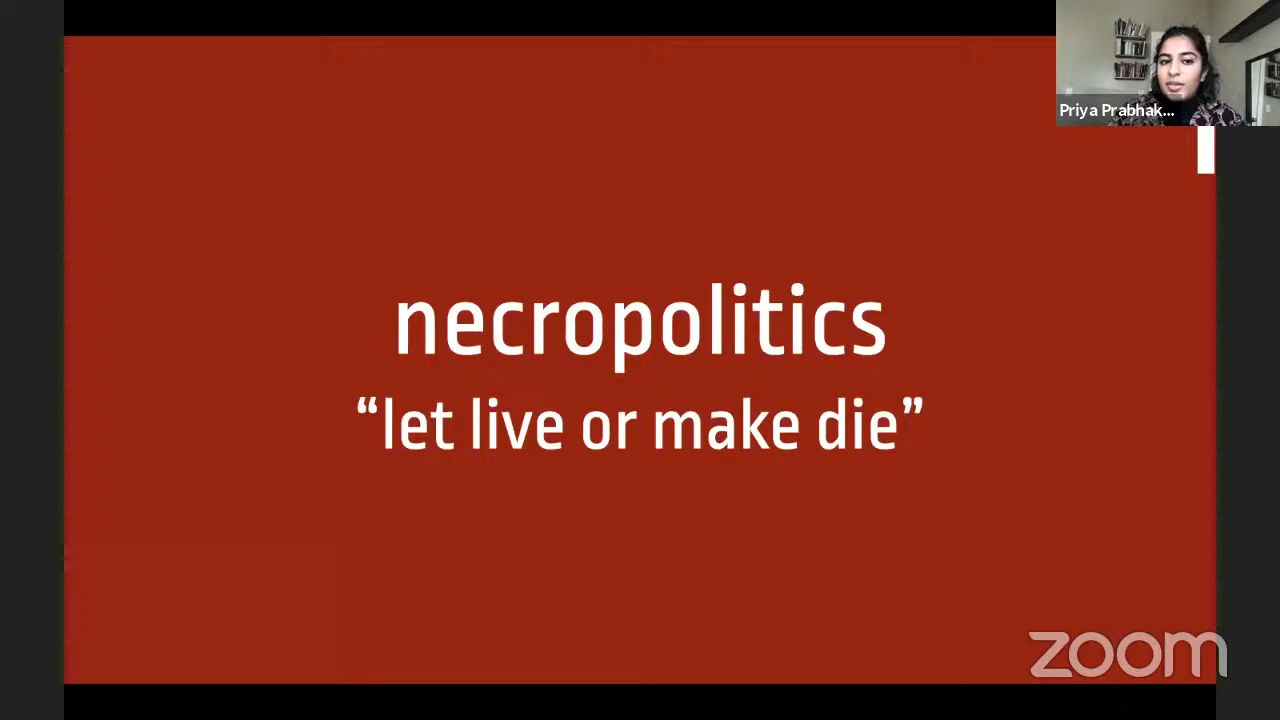 Priya Prabhak...
necropolitics
“let live or make die”
zoom